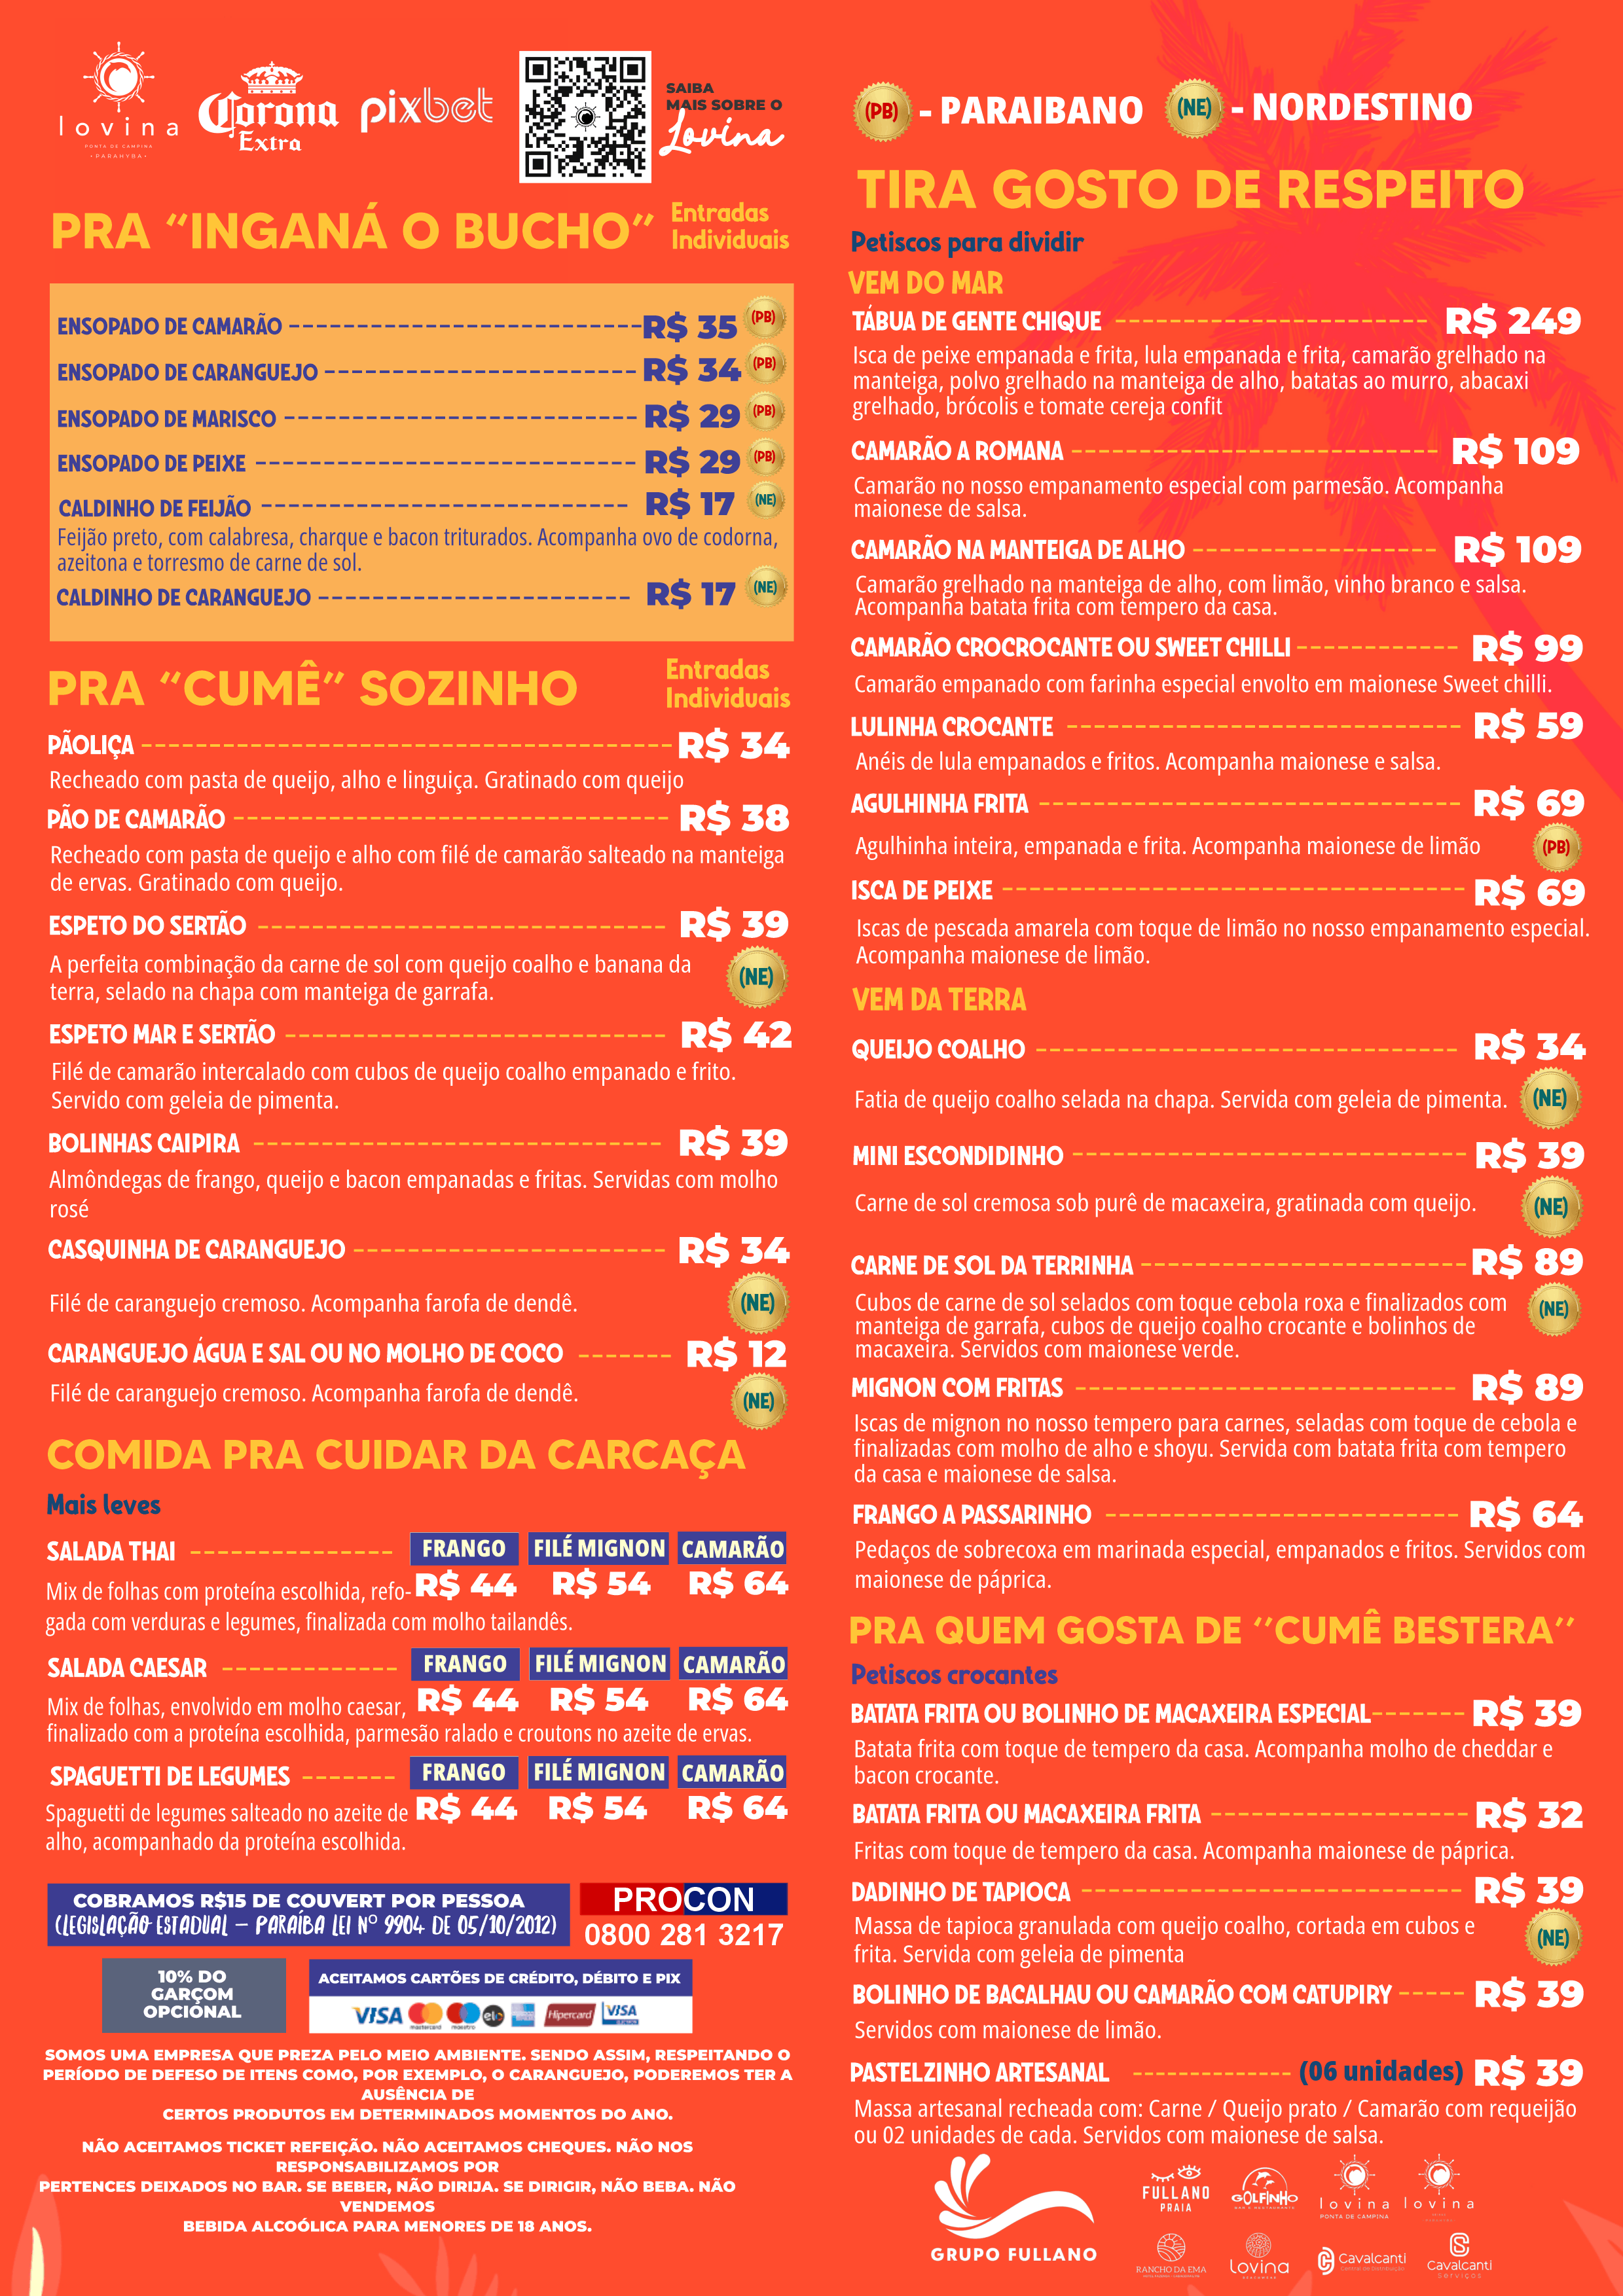 lovina
PONTA DE CAMPINA
• PARAHYBA •
Corona
Extra
pixbet
SAIBA
MAIS SOBRE O
Lovina
PRA “INGANÁ O BUCHO” Entradas
Individuais
ENSOPADO DE CAMARÃO R$ 35 (PB)
ENSOPADO DE CARANGUEJO R$ 34 (PB)
ENSOPADO DE MARISCO R$ 29 (PB)
ENSOPADO DE PEIXE R$ 29 (PB)
CALDINHO DE FEIJÃO R$ 17 (NE)
Feijão preto, com calabresa, charque e bacon triturados. Acompanha ovo de codorna,
azeitona e torresmo de carne de sol.
CALDINHO DE CARANGUEJO R$ 17 (NE)
PRA “CUMÊ” SOZINHO Entradas
Individuais
PÃOLIÇA R$ 34
Recheado com pasta de queijo, alho e linguiça. Gratinado com queijo
PÃO DE CAMARÃO R$ 38
Recheado com pasta de queijo e alho com filé de camarão salteado na manteiga
de ervas. Gratinado com queijo.
ESPETO DO SERTÃO R$ 39
A perfeita combinação da carne de sol com queijo coalho e banana da
terra, selado na chapa com manteiga de garrafa.
(NE)
ESPETO MAR E SERTÃO R$ 42
Filé de camarão intercalado com cubos de queijo coalho empanado e frito.
Servido com geleia de pimenta.
BOLINHAS CAIPIRA R$ 39
Almôndegas de frango, queijo e bacon empanadas e fritas. Servidas com molho
rosé
CASQUINHA DE CARANGUEJO R$ 34
Filé de caranguejo cremoso. Acompanha farofa de dendê. (NE)
CARANGUEJO ÁGUA E SAL OU NO MOLHO DE COCO R$ 12
Filé de caranguejo cremoso. Acompanha farofa de dendê. (NE)
COMIDA PRA CUIDAR DA CARCAÇA
Mais leves
SALADA THAI FRANGO FILÉ MIGNON CAMARÃO
Mix de folhas com proteína escolhida, refo- R$ 44 R$ 54 R$ 64
gada com verduras e legumes, finalizada com molho tailandês.
SALADA CAESAR FRANGO FILÉ MIGNON CAMARÃO
Mix de folhas, envolvido em molho caesar, R$ 44 R$ 54 R$ 64
finalizado com a proteína escolhida, parmesão ralado e croutons no azeite de ervas.
SPAGUETTI DE LEGUMES FRANGO FILÉ MIGNON CAMARÃO
Spaguetti de legumes salteado no azeite de R$ 44 R$ 54 R$ 64
alho, acompanhado da proteína escolhida.
COBRAMOS R$15 DE COUVERT POR PESSOA
(LEGISLAÇÃO ESTADUAL – PARAÍBA LEI Nº 9904 DE 05/10/2012)
PROCON
0800 281 3217
10% DO
GARÇOM
OPCIONAL
ACEITAMOS CARTÕES DE CRÉDITO, DÉBITO E PIX
VISA mastercard maestro elo Hipercard VISA
SOMOS UMA EMPRESA QUE PREZA PELO MEIO AMBIENTE. SENDO ASSIM, RESPEITANDO O
PERÍODO DE DEFESO DE ITENS COMO, POR EXEMPLO, O CARANGUEJO, PODEREMOS TER A
AUSÊNCIA DE
CERTOS PRODUTOS EM DETERMINADOS MOMENTOS DO ANO.
NÃO ACEITAMOS TICKET REFEIÇÃO. NÃO ACEITAMOS CHEQUES. NÃO NOS
RESPONSABILIZAMOS POR
PERTENCES DEIXADOS NO BAR. SE BEBER, NÃO DIRIJA. SE DIRIGIR, NÃO BEBA. NÃO
VENDEMOS
BEBIDA ALCOÓLICA PARA MENORES DE 18 ANOS.
(PB) - PARAIBANO (NE) - NORDESTINO
TIRA GOSTO DE RESPEITO
Petiscos para dividir
VEM DO MAR
TÁBUA DE GENTE CHIQUE R$ 249
Isca de peixe empanada e frita, lula empanada e frita, camarão grelhado na
manteiga, polvo grelhado na manteiga de alho, batatas ao murro, abacaxi
grelhado, brócolis e tomate cereja confit
CAMARÃO A ROMANA R$ 109
Camarão no nosso empanamento especial com parmesão. Acompanha
maionese de salsa.
CAMARÃO NA MANTEIGA DE ALHO R$ 109
Camarão grelhado na manteiga de alho, com limão, vinho branco e salsa.
Acompanha batata frita com tempero da casa.
CAMARÃO CROCROCANTE OU SWEET CHILLI R$ 99
Camarão empanado com farinha especial envolto em maionese Sweet chilli.
LULINHA CROCANTE R$ 59
Anéis de lula empanados e fritos. Acompanha maionese e salsa.
AGULHINHA FRITA R$ 69
Agulhinha inteira, empanada e frita. Acompanha maionese de limão (PB)
ISCA DE PEIXE R$ 69
Iscas de pescada amarela com toque de limão no nosso empanamento especial.
Acompanha maionese de limão.
VEM DA TERRA
QUEIJO COALHO R$ 34
Fatia de queijo coalho selada na chapa. Servida com geleia de pimenta. (NE)
MINI ESCONDIDINHO R$ 39
Carne de sol cremosa sob purê de macaxeira, gratinada com queijo. (NE)
CARNE DE SOL DA TERRINHA R$ 89
Cubos de carne de sol selados com toque cebola roxa e finalizados com (NE)
manteiga de garrafa, cubos de queijo coalho crocante e bolinhos de
macaxeira. Servidos com maionese verde.
MIGNON COM FRITAS R$ 89
Iscas de mignon no nosso tempero para carnes, seladas com toque de cebola e
finalizadas com molho de alho e shoyu. Servida com batata frita com tempero
da casa e maionese de salsa.
FRANGO A PASSARINHO R$ 64
Pedaços de sobrecoxa em marinada especial, empanados e fritos. Servidos com
maionese de páprica.
PRA QUEM GOSTA DE ‘‘CUMÊ BESTERA’’
Petiscos crocantes
BATATA FRITA OU BOLINHO DE MACAXEIRA ESPECIAL R$ 39
Batata frita com toque de tempero da casa. Acompanha molho de cheddar e
bacon crocante.
BATATA FRITA OU MACAXEIRA FRITA R$ 32
Fritas com toque de tempero da casa. Acompanha maionese de páprica.
DADINHO DE TAPIOCA R$ 39
Massa de tapioca granulada com queijo coalho, cortada em cubos e
frita. Servida com geleia de pimenta
(NE)
BOLINHO DE BACALHAU OU CAMARÃO COM CATUPIRY R$ 39
Servidos com maionese de limão.
PASTELZINHO ARTESANAL (06 unidades) R$ 39
Massa artesanal recheada com: Carne / Queijo prato / Camarão com requeijão
ou 02 unidades de cada. Servidos com maionese de salsa.
GRUPO FULLANO
FULLANO
PRAIA
GOLFINHO
lovina
PONTA DE CAMPINA
lovina
RANCHO DA EMA
Lovina
Cavalcanti
Cavalcanti
Serviços